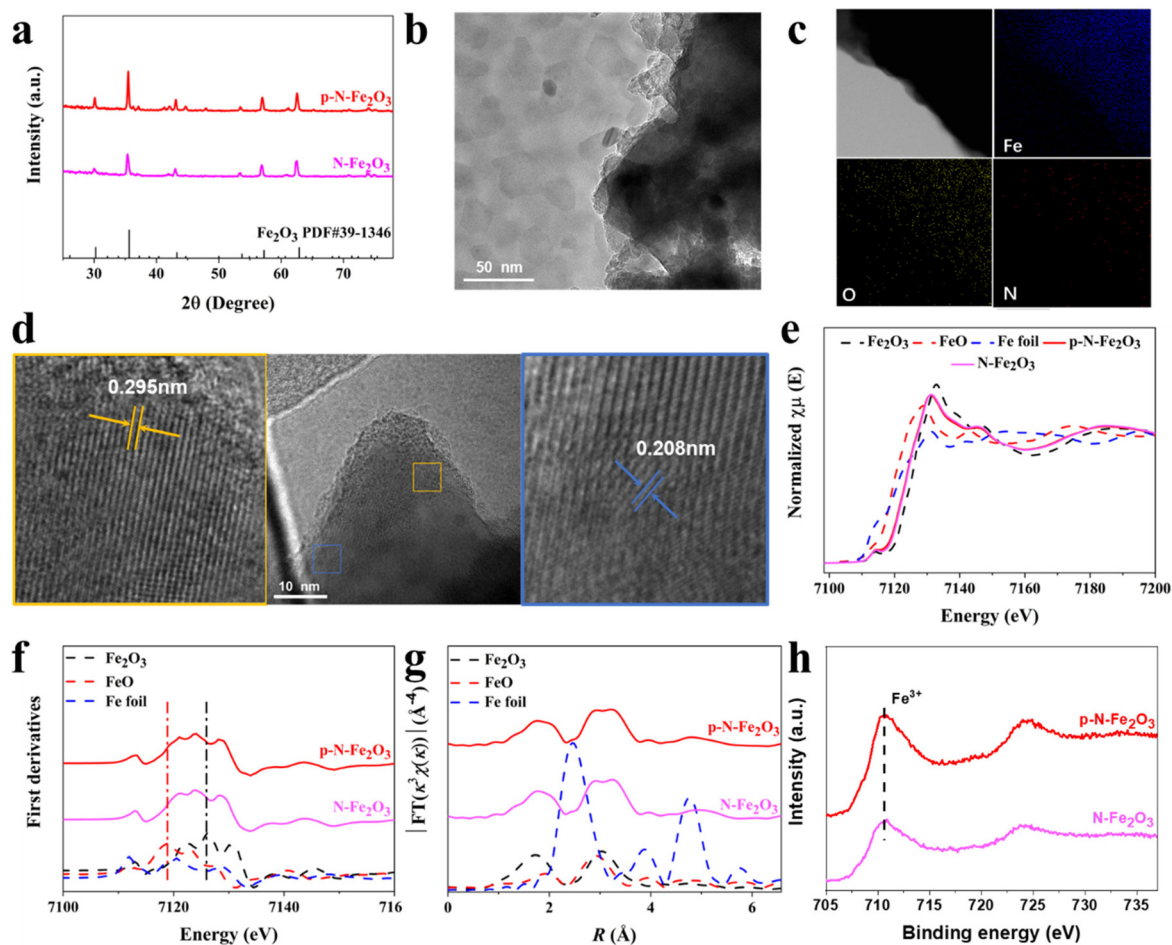 a
Intensity (a.u.)
p-N-Fe₂O₃
N-Fe₂O₃
Fe₂O₃ PDF#39-1346
30 40 50 60 70
2θ (Degree)
b
50 nm
c
Fe
O
N
d
0.295nm
10 nm
0.208nm
e
Normalized χμ (E)
Fe₂O₃ FeO Fe foil p-N-Fe₂O₃
N-Fe₂O₃
7100 7120 7140 7160 7180 7200
Energy (eV)
f
First derivatives
Fe₂O₃
FeO
Fe foil
p-N-Fe₂O₃
N-Fe₂O₃
7100 7120 7140 7116
Energy (eV)
g
|FT(κ³χ(κ))| (Å⁻⁴)
Fe₂O₃
FeO
Fe foil
p-N-Fe₂O₃
N-Fe₂O₃
0 2 4 6
R (Å)
h
Intensity (a.u.)
Fe³⁺
p-N-Fe₂O₃
N-Fe₂O₃
705 710 715 720 725 730 735
Binding energy (eV)